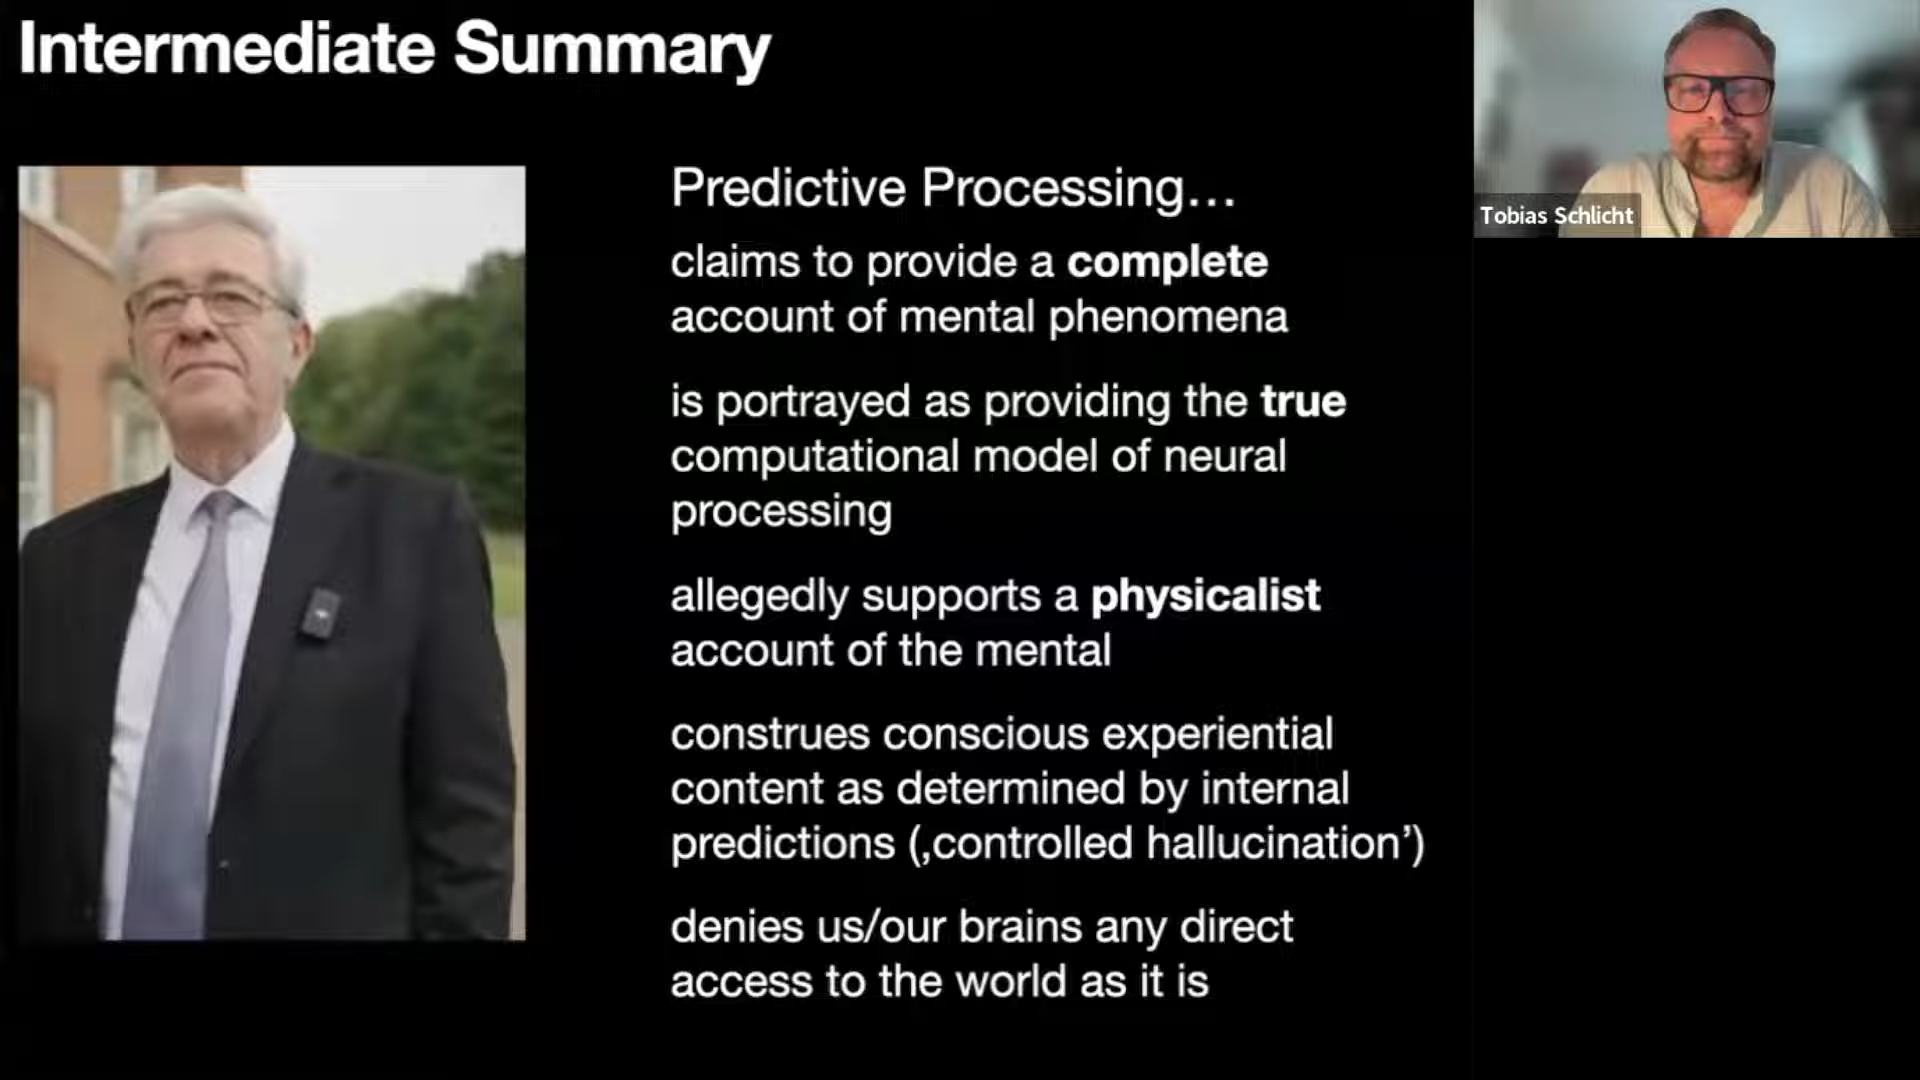 Intermediate Summary
Tobias Schlicht
Predictive Processing…
claims to provide a complete
account of mental phenomena
is portrayed as providing the true
computational model of neural
processing
allegedly supports a physicalist
account of the mental
construes conscious experiential
content as determined by internal
predictions (‚controlled hallucination’)
denies us/our brains any direct
access to the world as it is